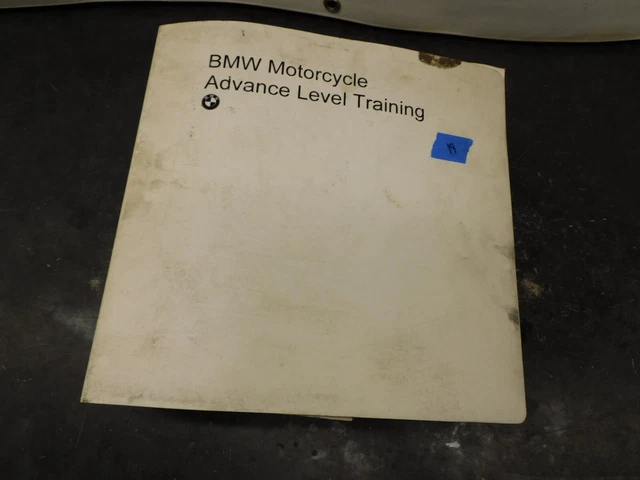 BMW Motorcycle
Advance Level Training